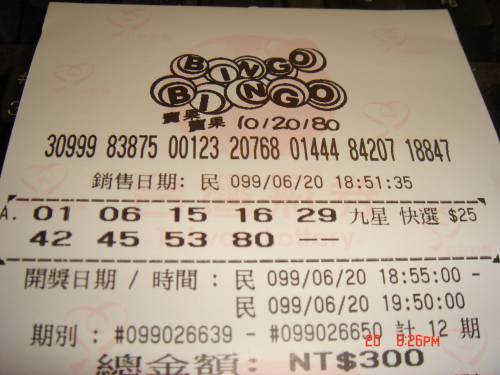 BINGO
BINGO
賓果
賓果 10/20/80
30999 83875 00123 20768 01444 84207 18847
銷售日期: 民 099/06/20 18:51:35
A. 01 06 15 16 29 九星 快選 $25
42 45 53 80 ——
開獎日期 / 時間 : 民 099/06/20 18:55:00 -
民 099/06/20 19:50:00
期別 : #099026639 - #099026650 計 12 期
總金額: NT$300